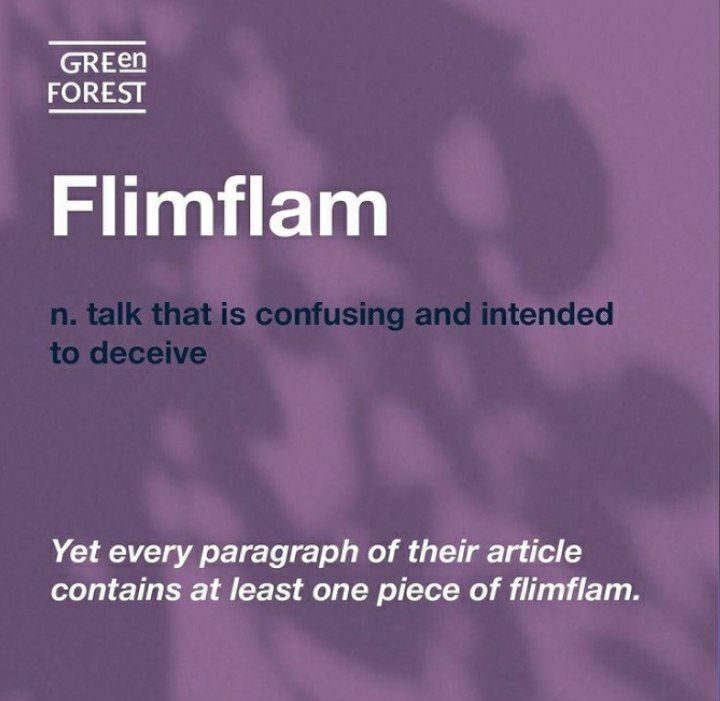 GREen
FOREST
Flimflam
n. talk that is confusing and intended
to deceive
Yet every paragraph of their article
contains at least one piece of flimflam.